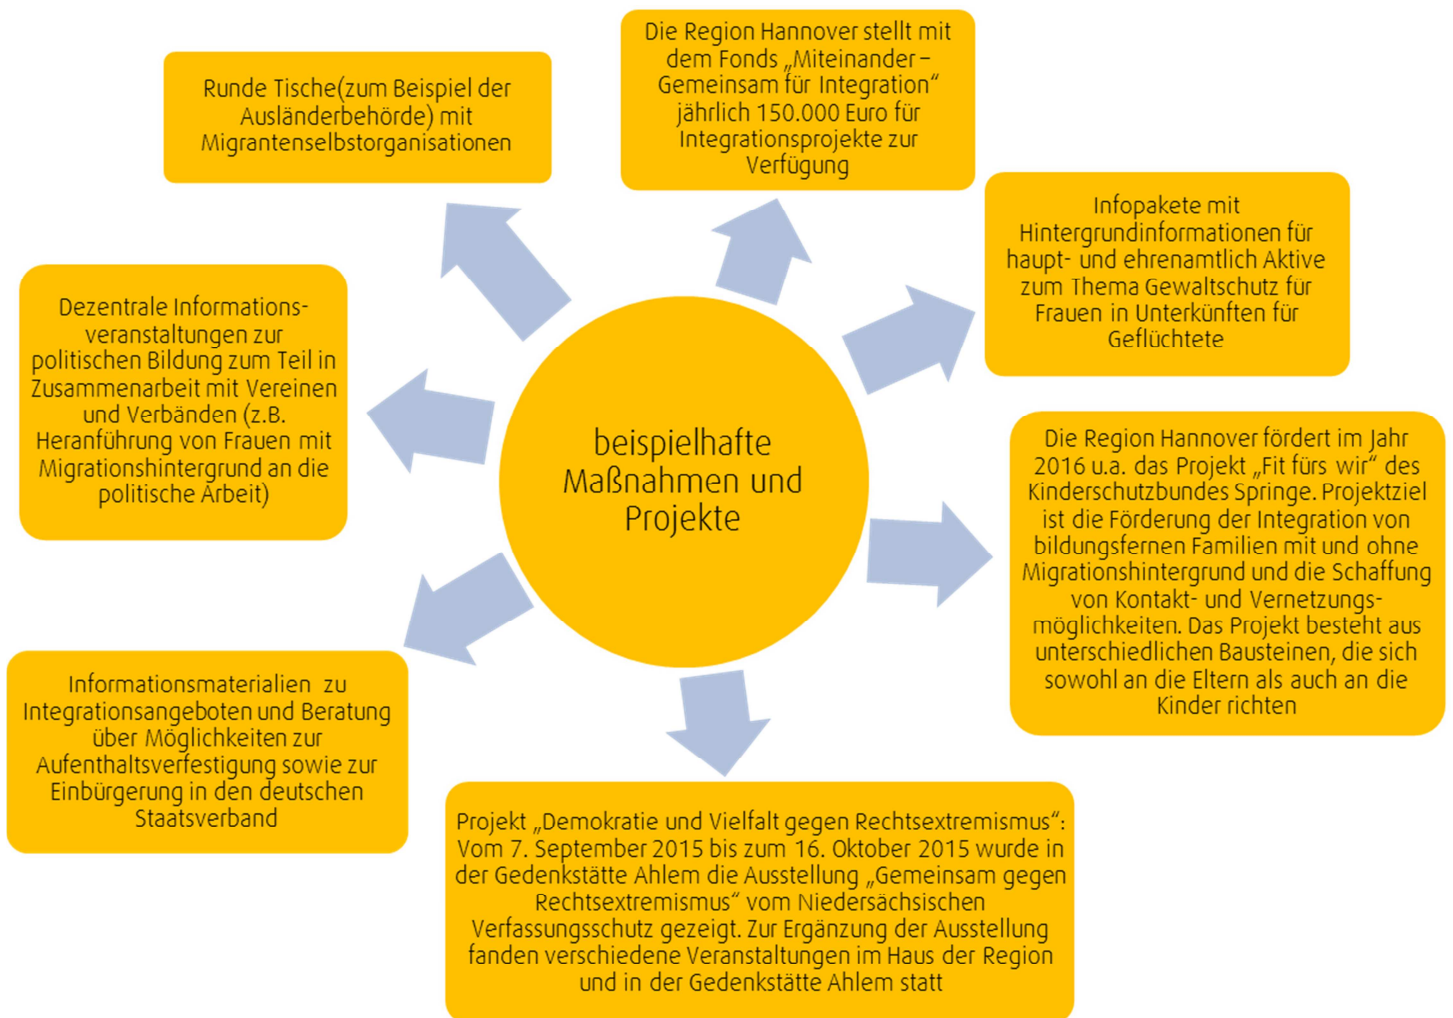 Die Region Hannover stellt mit
dem Fonds „Miteinander –
Gemeinsam für Integration“
jährlich 150.000 Euro für
Integrationsprojekte zur
Verfügung
Runde Tische(zum Beispiel der
Ausländerbehörde) mit
Migrantenselbstorganisationen
Infopakete mit
Hintergrundinformationen für
haupt- und ehrenamtlich Aktive
zum Thema Gewaltschutz für
Frauen in Unterkünften für
Geflüchtete
Dezentrale Informations-
veranstaltungen zur
politischen Bildung zum Teil in
Zusammenarbeit mit Vereinen
und Verbänden (z.B.
Heranführung von Frauen mit
Migrationshintergrund an die
politische Arbeit)
beispielhafte
Maßnahmen und
Projekte
Die Region Hannover fördert im Jahr
2016 u.a. das Projekt „Fit fürs wir“ des
Kinderschutzbundes Springe. Projektziel
ist die Förderung der Integration von
bildungsfernen Familien mit und ohne
Migrationshintergrund und die Schaffung
von Kontakt- und Vernetzungs-
möglichkeiten. Das Projekt besteht aus
unterschiedlichen Bausteinen, die sich
sowohl an die Eltern als auch an die
Kinder richten
Informationsmaterialien zu
Integrationsangeboten und Beratung
über Möglichkeiten zur
Aufenthaltsverfestigung sowie zur
Einbürgerung in den deutschen
Staatsverband
Projekt „Demokratie und Vielfalt gegen Rechtsextremismus“:
Vom 7. September 2015 bis zum 16. Oktober 2015 wurde in
der Gedenkstätte Ahlem die Ausstellung „Gemeinsam gegen
Rechtsextremismus“ vom Niedersächsischen
Verfassungsschutz gezeigt. Zur Ergänzung der Ausstellung
fanden verschiedene Veranstaltungen im Haus der Region
und in der Gedenkstätte Ahlem statt